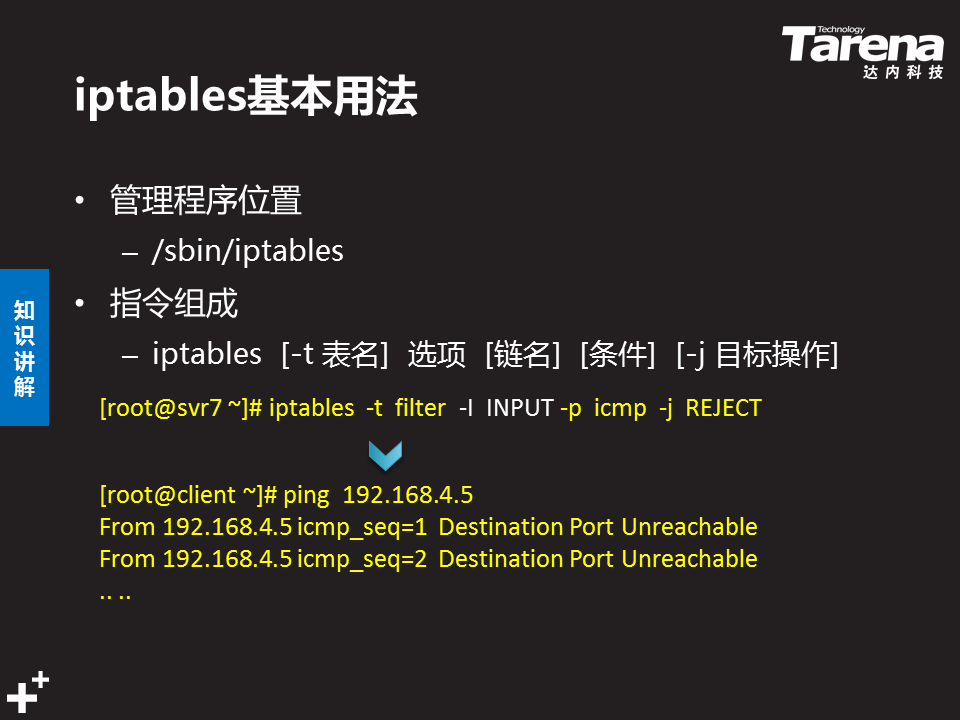 Technology
Tarena
达内科技
iptables基本用法
• 管理程序位置
– /sbin/iptables
• 指令组成
– iptables [-t 表名] 选项 [链名] [条件] [-j 目标操作]
知识讲解
[root@svr7 ~]# iptables -t filter -I INPUT -p icmp -j REJECT
[root@client ~]# ping 192.168.4.5
From 192.168.4.5 icmp_seq=1 Destination Port Unreachable
From 192.168.4.5 icmp_seq=2 Destination Port Unreachable
.. ..